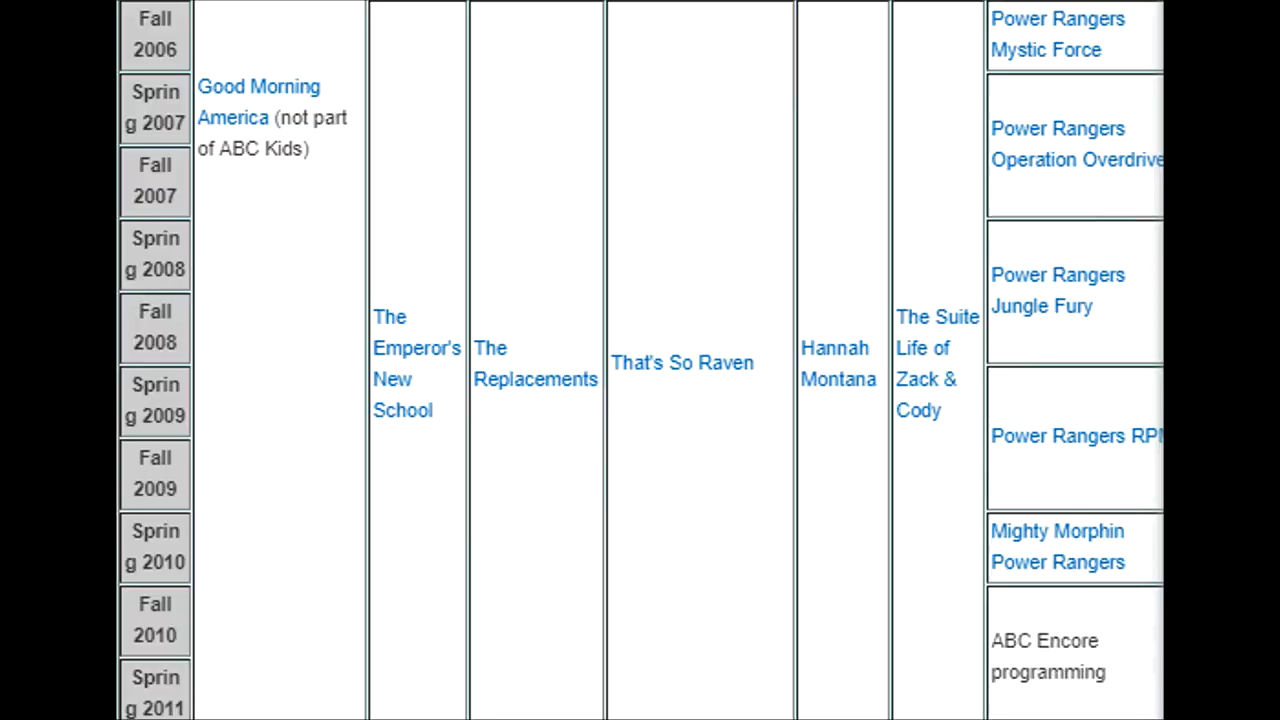 Fall
2006
Sprin
g 2007
Fall
2007
Sprin
g 2008
Fall
2008
Sprin
g 2009
Fall
2009
Sprin
g 2010
Fall
2010
Sprin
g 2011
Good Morning
America (not part
of ABC Kids)
The
Emperor's
New
School
The
Replacements
That's So Raven
Hannah
Montana
The Suite
Life of
Zack &
Cody
Power Rangers
Mystic Force
Power Rangers
Operation Overdrive
Power Rangers
Jungle Fury
Power Rangers RPM
Mighty Morphin
Power Rangers
ABC Encore
programming